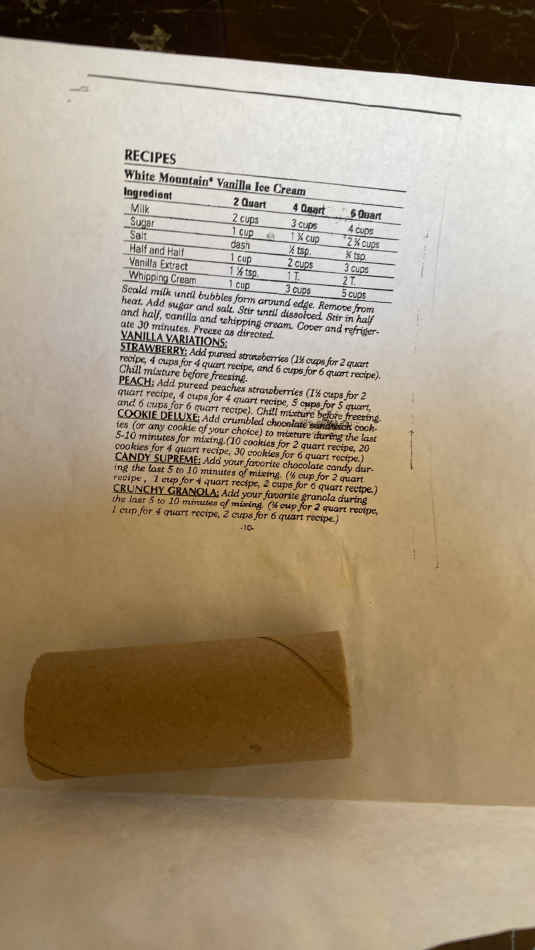 RECIPES
White Mountain® Vanilla Ice Cream
Ingredient 2 Quart 4 Quart 6 Quart
Milk 2 cups 3 cups 4 cups
Sugar 1 cup 1 ¾ cup 2 ¾ cups
Salt dash ½ tsp. ¾ tsp.
Half and Half 1 cup 2 cups 3 cups
Vanilla Extract 1 ½ tsp. 1 T. 2 T.
Whipping Cream 1 cup 3 cups 5 cups
Scald milk until bubbles form around edge. Remove from
heat. Add sugar and salt. Stir until dissolved. Stir in half
and half, vanilla and whipping cream. Cover and refriger-
ate 30 minutes. Freeze as directed.
VANILLA VARIATIONS:
STRAWBERRY: Add pureed strawberries (1½ cups for 2 quart
recipe, 4 cups for 4 quart recipe, and 6 cups for 6 quart recipe).
Chill mixture before freezing.
PEACH: Add pureed peaches strawberries (1½ cups for 2
quart recipe, 4 cups for 4 quart recipe, 5 cups for 5 quart,
and 6 cups for 6 quart recipe). Chill mixture before freezing.
COOKIE DELUXE: Add crumbled chocolate sandwich cook-
ies (or any cookie of your choice) to mixture during the last
5-10 minutes for mixing.(10 cookies for 2 quart recipe, 20
cookies for 4 quart recipe, 30 cookies for 6 quart recipe.)
CANDY SUPREME: Add your favorite chocolate candy dur-
ing the last 5 to 10 minutes of mixing. (½ cup for 2 quart
recipe , 1 cup for 4 quart recipe, 2 cups for 6 quart recipe.)
CRUNCHY GRANOLA: Add your favorite granola during
the last 5 to 10 minutes of mixing. (½ cup for 2 quart recipe,
1 cup for 4 quart recipe, 2 cups for 6 quart recipe.)
-10-